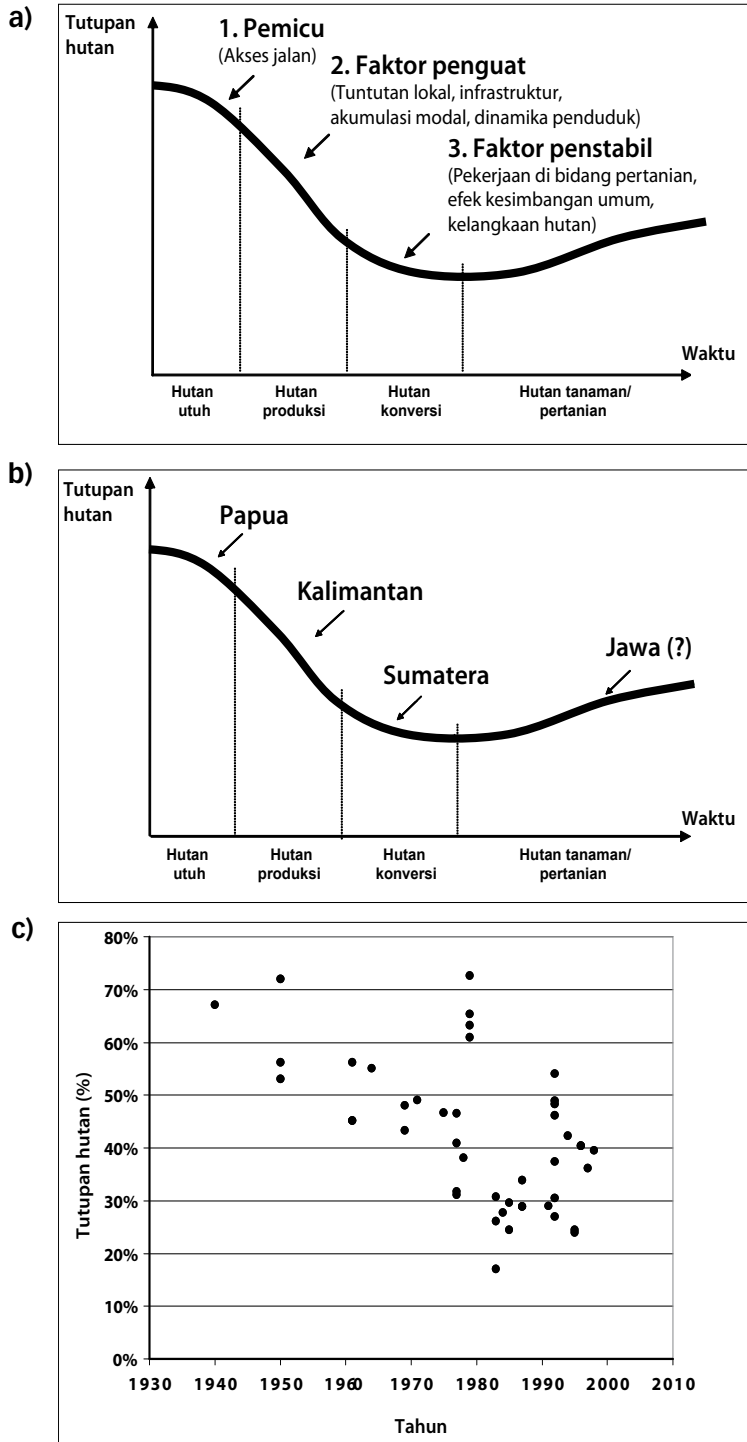 a)
Tutupan
hutan
1. Pemicu
(Akses jalan)
2. Faktor penguat
(Tuntutan lokal, infrastruktur,
akumulasi modal, dinamika penduduk)
3. Faktor penstabil
(Pekerjaan di bidang pertanian,
efek kesimbangan umum,
kelangkaan hutan)
Waktu
Hutan
utuh
Hutan
produksi
Hutan
konversi
Hutan tanaman/
pertanian
b)
Tutupan
hutan
Papua
Kalimantan
Sumatera
Jawa (?)
Waktu
Hutan
utuh
Hutan
produksi
Hutan
konversi
Hutan tanaman/
pertanian
c)
Tutupan hutan (%)
80%
70%
60%
50%
40%
30%
20%
10%
0%
1930 1940 1950 1960 1970 1980 1990 2000 2010
Tahun